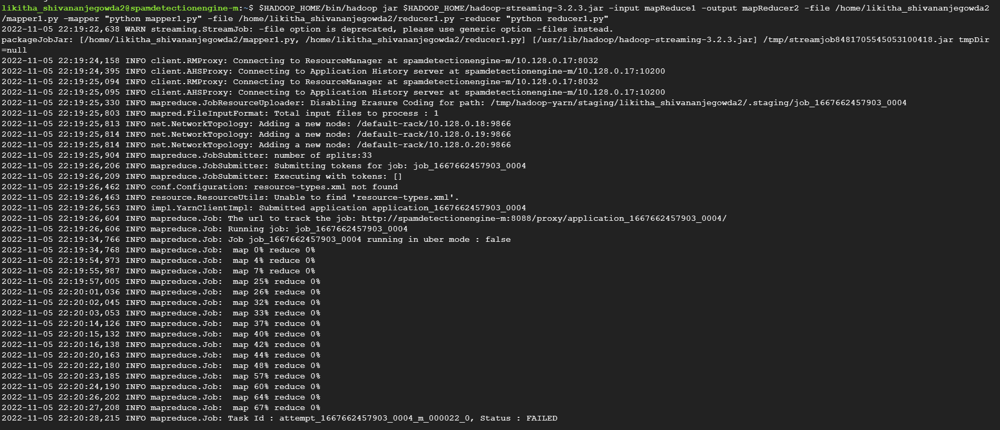 likitha_shivananjegowda2@spamdetectionengine-m:~$ $HADOOP_HOME/bin/hadoop jar $HADOOP_HOME/hadoop-streaming-3.2.3.jar -input mapReduce1 -output mapReducer2 -file /home/likitha_shivananjegowda2
/mapper1.py -mapper "python mapper1.py" -file /home/likitha_shivananjegowda2/reducer1.py -reducer "python reducer1.py"
2022-11-05 22:19:22,638 WARN streaming.StreamJob: -file option is deprecated, please use generic option -files instead.
packageJobJar: [/home/likitha_shivananjegowda2/mapper1.py, /home/likitha_shivananjegowda2/reducer1.py] [/usr/lib/hadoop/hadoop-streaming-3.2.3.jar] /tmp/streamjob8481705545053100418.jar tmpDir
=null
2022-11-05 22:19:24,158 INFO client.RMProxy: Connecting to ResourceManager at spamdetectionengine-m/10.128.0.17:8032
2022-11-05 22:19:24,395 INFO client.AHSProxy: Connecting to Application History server at spamdetectionengine-m/10.128.0.17:10200
2022-11-05 22:19:25,094 INFO client.RMProxy: Connecting to ResourceManager at spamdetectionengine-m/10.128.0.17:8032
2022-11-05 22:19:25,095 INFO client.AHSProxy: Connecting to Application History server at spamdetectionengine-m/10.128.0.17:10200
2022-11-05 22:19:25,330 INFO mapreduce.JobResourceUploader: Disabling Erasure Coding for path: /tmp/hadoop-yarn/staging/likitha_shivananjegowda2/.staging/job_1667662457903_0004
2022-11-05 22:19:25,803 INFO mapred.FileInputFormat: Total input files to process : 1
2022-11-05 22:19:25,813 INFO net.NetworkTopology: Adding a new node: /default-rack/10.128.0.18:9866
2022-11-05 22:19:25,814 INFO net.NetworkTopology: Adding a new node: /default-rack/10.128.0.19:9866
2022-11-05 22:19:25,814 INFO net.NetworkTopology: Adding a new node: /default-rack/10.128.0.20:9866
2022-11-05 22:19:25,904 INFO mapreduce.JobSubmitter: number of splits:33
2022-11-05 22:19:26,206 INFO mapreduce.JobSubmitter: Submitting tokens for job: job_1667662457903_0004
2022-11-05 22:19:26,209 INFO mapreduce.JobSubmitter: Executing with tokens: []
2022-11-05 22:19:26,462 INFO conf.Configuration: resource-types.xml not found
2022-11-05 22:19:26,463 INFO resource.ResourceUtils: Unable to find 'resource-types.xml'.
2022-11-05 22:19:26,563 INFO impl.YarnClientImpl: Submitted application application_1667662457903_0004
2022-11-05 22:19:26,604 INFO mapreduce.Job: The url to track the job: http://spamdetectionengine-m:8088/proxy/application_1667662457903_0004/
2022-11-05 22:19:26,606 INFO mapreduce.Job: Running job: job_1667662457903_0004
2022-11-05 22:19:34,766 INFO mapreduce.Job: Job job_1667662457903_0004 running in uber mode : false
2022-11-05 22:19:34,768 INFO mapreduce.Job:  map 0% reduce 0%
2022-11-05 22:19:54,973 INFO mapreduce.Job:  map 4% reduce 0%
2022-11-05 22:19:55,987 INFO mapreduce.Job:  map 7% reduce 0%
2022-11-05 22:19:57,005 INFO mapreduce.Job:  map 25% reduce 0%
2022-11-05 22:20:01,036 INFO mapreduce.Job:  map 26% reduce 0%
2022-11-05 22:20:02,045 INFO mapreduce.Job:  map 32% reduce 0%
2022-11-05 22:20:03,053 INFO mapreduce.Job:  map 33% reduce 0%
2022-11-05 22:20:14,126 INFO mapreduce.Job:  map 37% reduce 0%
2022-11-05 22:20:15,132 INFO mapreduce.Job:  map 40% reduce 0%
2022-11-05 22:20:16,138 INFO mapreduce.Job:  map 42% reduce 0%
2022-11-05 22:20:20,163 INFO mapreduce.Job:  map 44% reduce 0%
2022-11-05 22:20:22,180 INFO mapreduce.Job:  map 48% reduce 0%
2022-11-05 22:20:23,185 INFO mapreduce.Job:  map 57% reduce 0%
2022-11-05 22:20:24,190 INFO mapreduce.Job:  map 60% reduce 0%
2022-11-05 22:20:26,202 INFO mapreduce.Job:  map 64% reduce 0%
2022-11-05 22:20:27,208 INFO mapreduce.Job:  map 67% reduce 0%
2022-11-05 22:20:28,215 INFO mapreduce.Job: Task Id : attempt_1667662457903_0004_m_000022_0, Status : FAILED